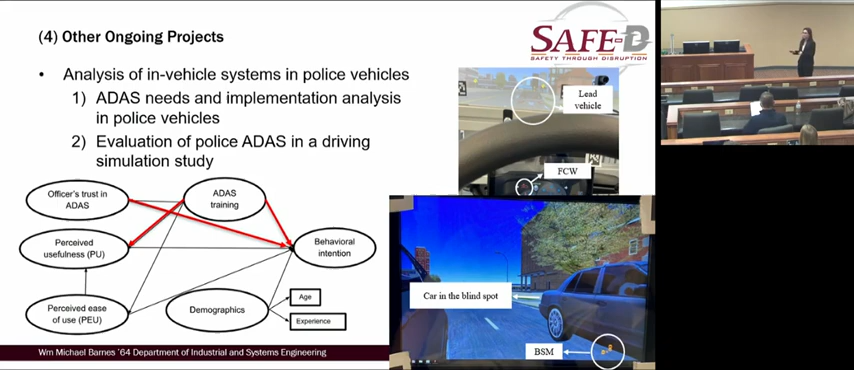 (4) Other Ongoing Projects
SAFE-D
SAFETY THROUGH DISRUPTION
• Analysis of in-vehicle systems in police vehicles
1) ADAS needs and implementation analysis
in police vehicles
2) Evaluation of police ADAS in a driving
simulation study
Lead
vehicle
FCW
Officer's trust in
ADAS
ADAS
training
Perceived
usefulness (PU)
Behavioral
intention
Perceived ease
of use (PEU)
Demographics
Age
Experience
Car in the blind spot
BSM
Wm Michael Barnes '64 Department of Industrial and Systems Engineering